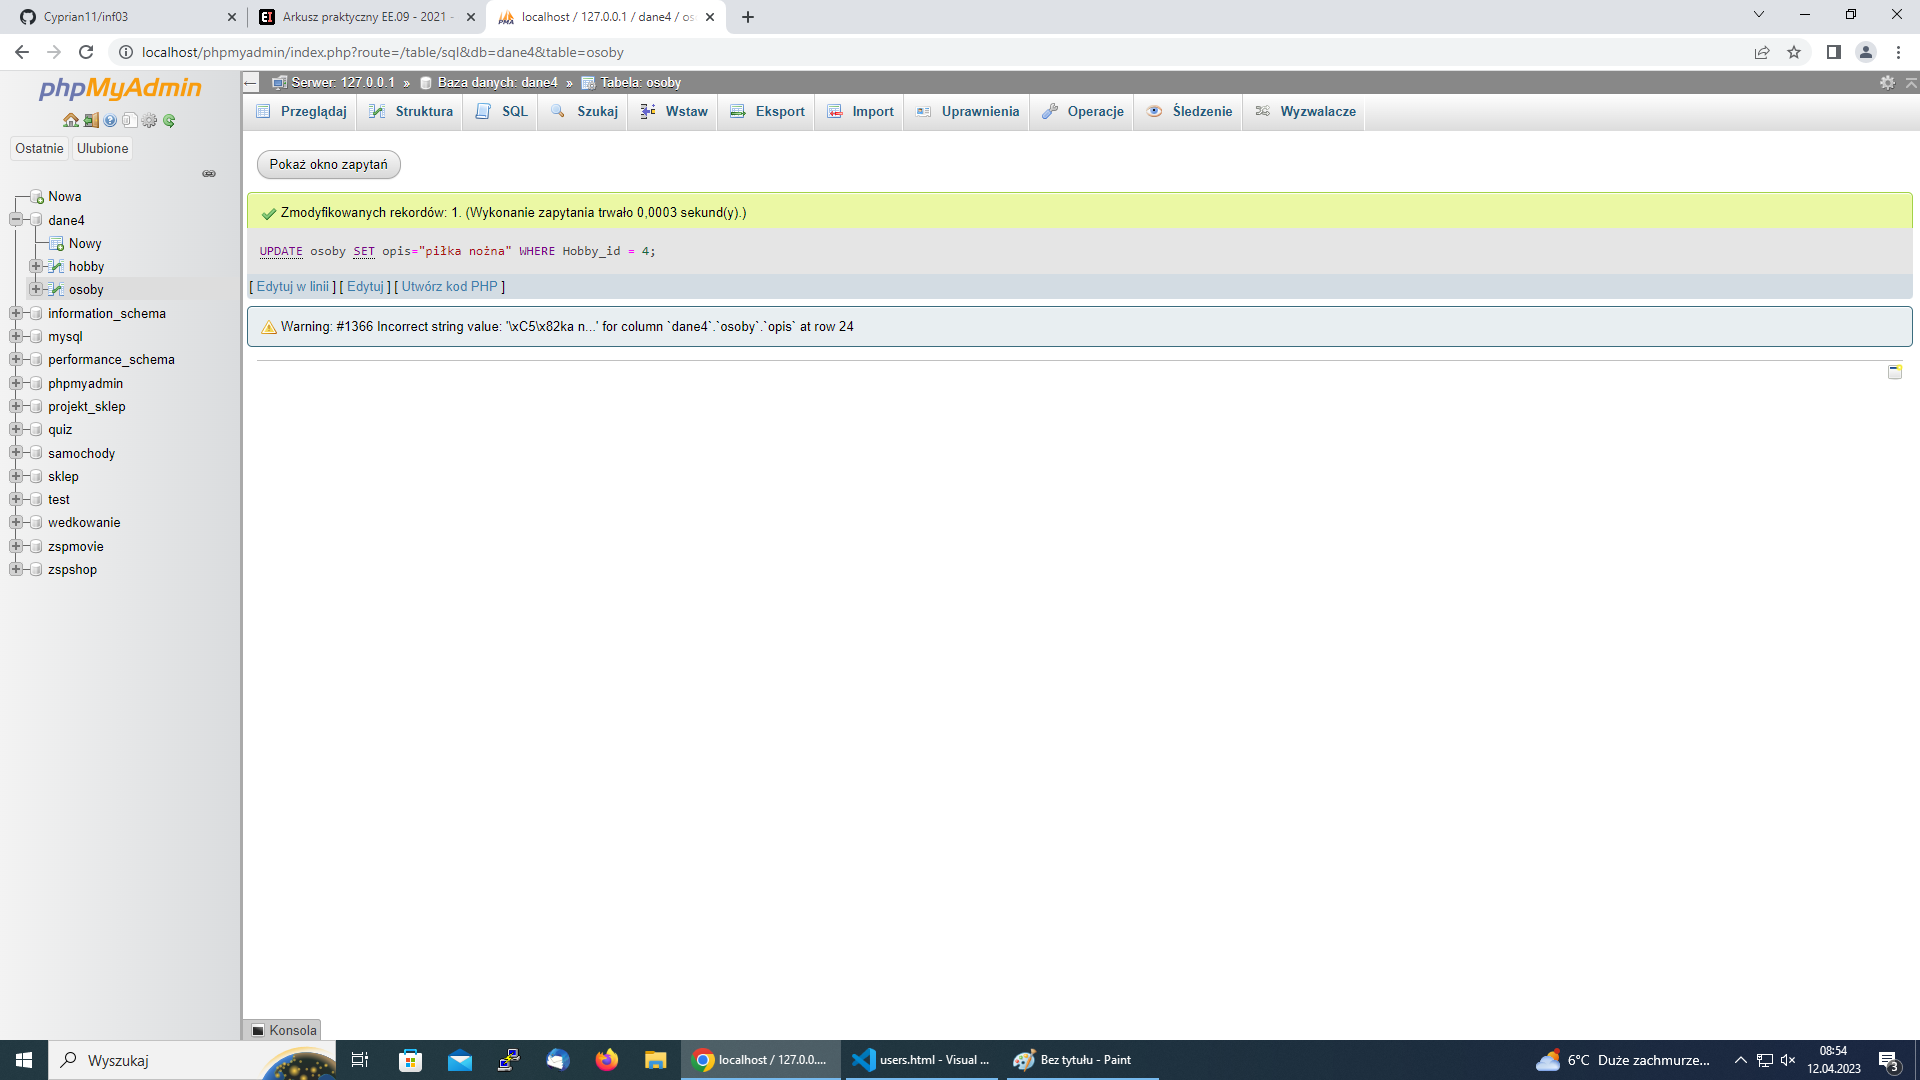 Cyprian11/inf03
Arkusz praktyczny EE.09 - 2021 -
localhost / 127.0.0.1 / dane4 / os
localhost/phpmyadmin/index.php?route=/table/sql&db=dane4&table=osoby
phpMyAdmin
Ostatnie
Ulubione
Nowa
dane4
Nowy
hobby
osoby
information_schema
mysql
performance_schema
phpmyadmin
projekt_sklep
quiz
samochody
sklep
test
wedkowanie
zspmovie
zspshop
Serwer: 127.0.0.1 » Baza danych: dane4 » Tabela: osoby
Przeglądaj
Struktura
SQL
Szukaj
Wstaw
Eksport
Import
Uprawnienia
Operacje
Śledzenie
Wyzwalacze
Pokaż okno zapytań
Zmodyfikowanych rekordów: 1. (Wykonanie zapytania trwało 0,0003 sekund(y).)
UPDATE osoby SET opis="piłka nożna" WHERE Hobby_id = 4;
[ Edytuj w linii ] [ Edytuj ] [ Utwórz kod PHP ]
Warning: #1366 Incorrect string value: '\xC5\x82ka n...' for column `dane4`.`osoby`.`opis` at row 24
Konsola
Wyszukaj
localhost / 127.0.0....
users.html - Visual ...
Bez tytułu - Paint
6°C Duże zachmurze...
08:54
12.04.2023
3